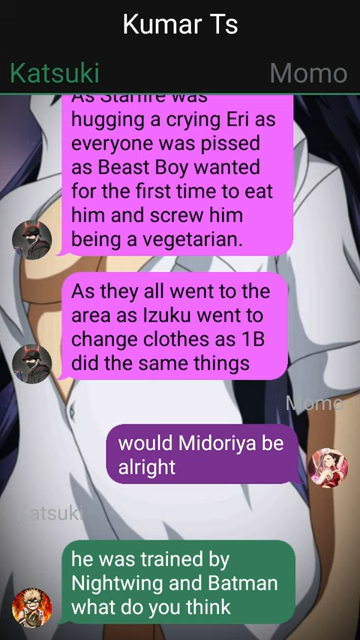 Kumar Ts
Katsuki
Momo
As Starfire was
hugging a crying Eri as
everyone was pissed
as Beast Boy wanted
for the first time to eat
him and screw him
being a vegetarian.
As they all went to the
area as Izuku went to
change clothes as 1B
did the same things
Momo
would Midoriya be
alright
Katsuki
he was trained by
Nightwing and Batman
what do you think